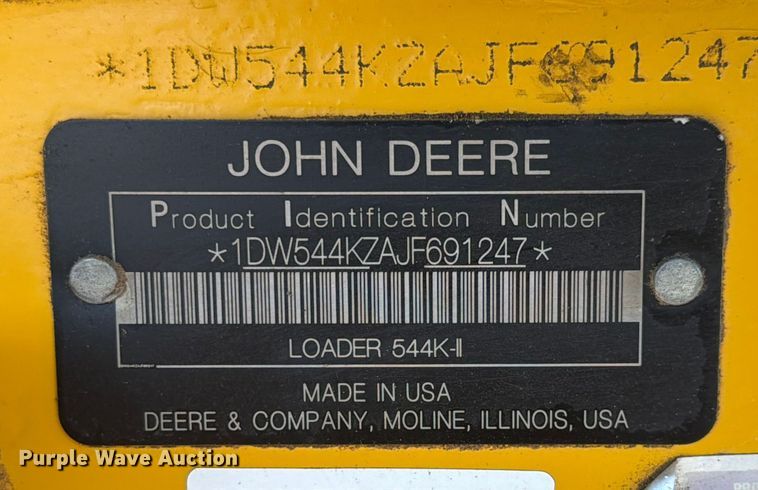 *1DW544KZAJF691247
JOHN DEERE
Product Identification Number
*1DW544KZAJF691247*
LOADER 544K-II
MADE IN USA
DEERE & COMPANY, MOLINE, ILLINOIS, USA
Purple Wave Auction